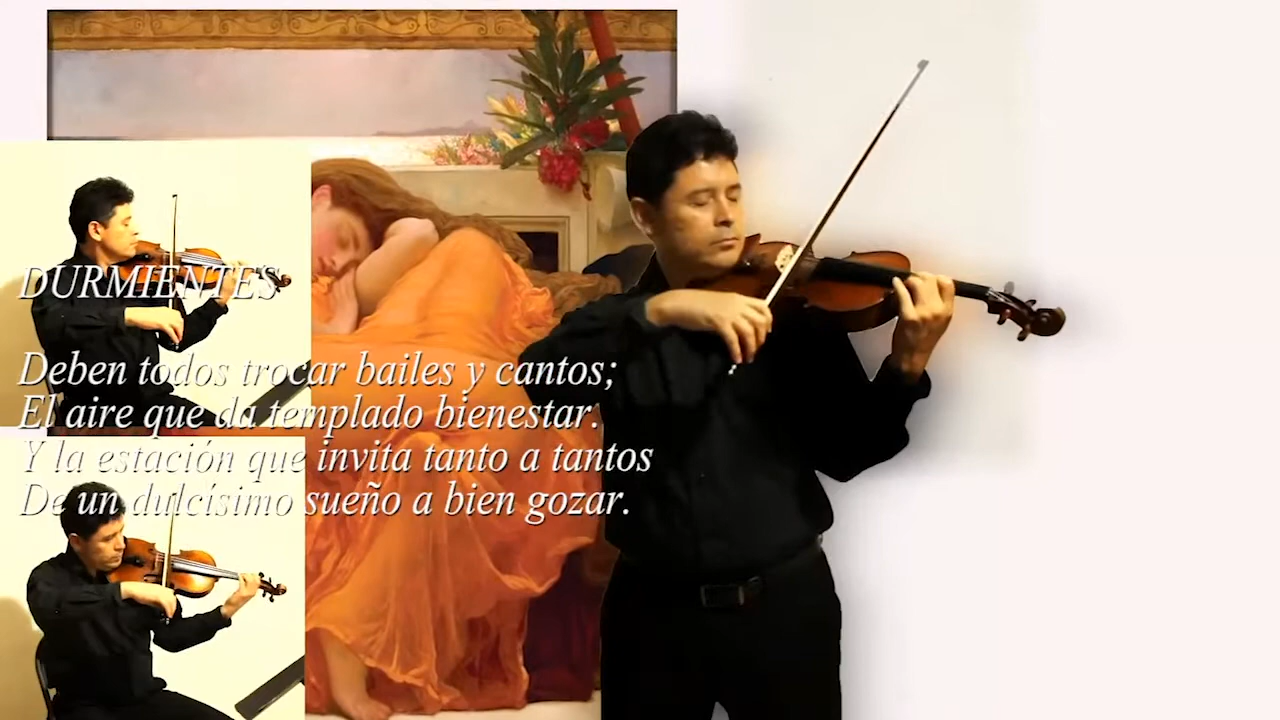 DURMIENTES
Deben todos trocar bailes y cantos;
El aire que da templado bienestar.
Y la estación que invita tanto a tantos
De un dulcísimo sueño a bien gozar.